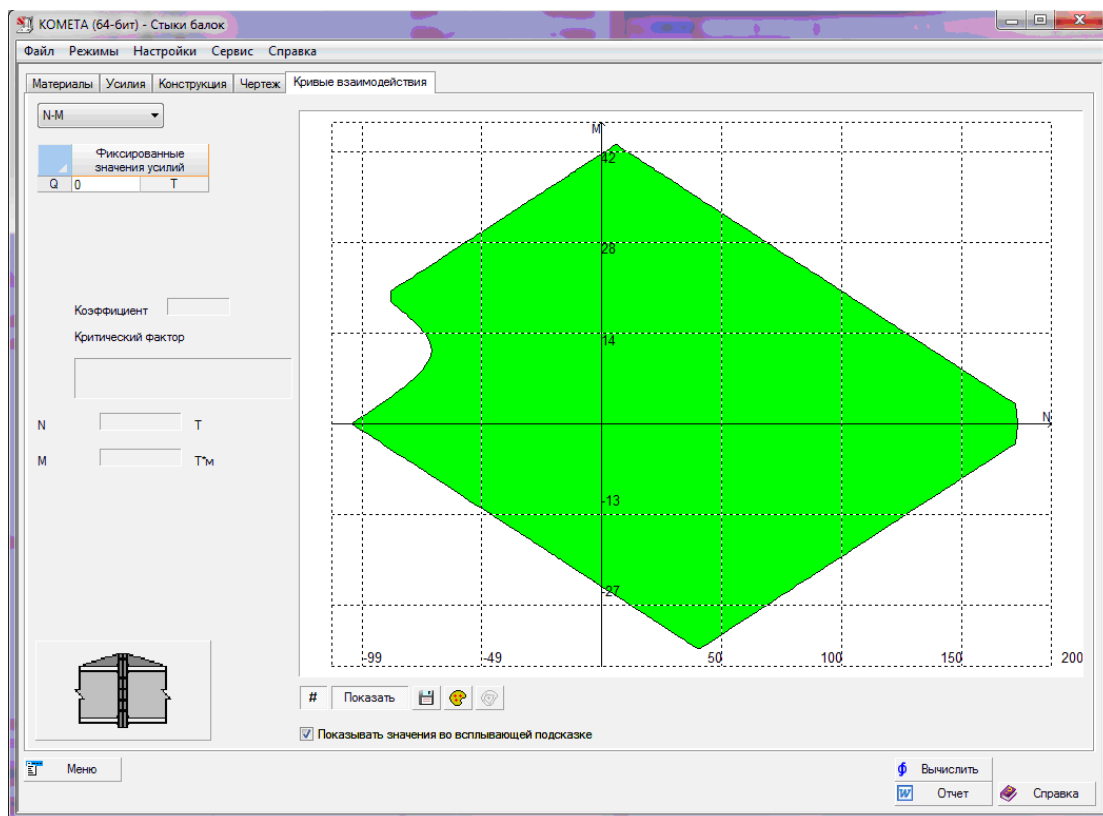 КОМЕТА (64-бит) - Стыки балок
Файл Режимы Настройки Сервис Справка
Материалы Усилия Конструкция Чертеж Кривые взаимодействия
N-M
Фиксированные
значения усилий
Q 0 Т
Коэффициент
Критический фактор
N Т
M Т*м
M
42
28
14
N
-13
-27
-99 -49 50 100 150 200
# Показать
Показывать значения во всплывающей подсказке
Меню
Вычислить
W Отчет
Справка